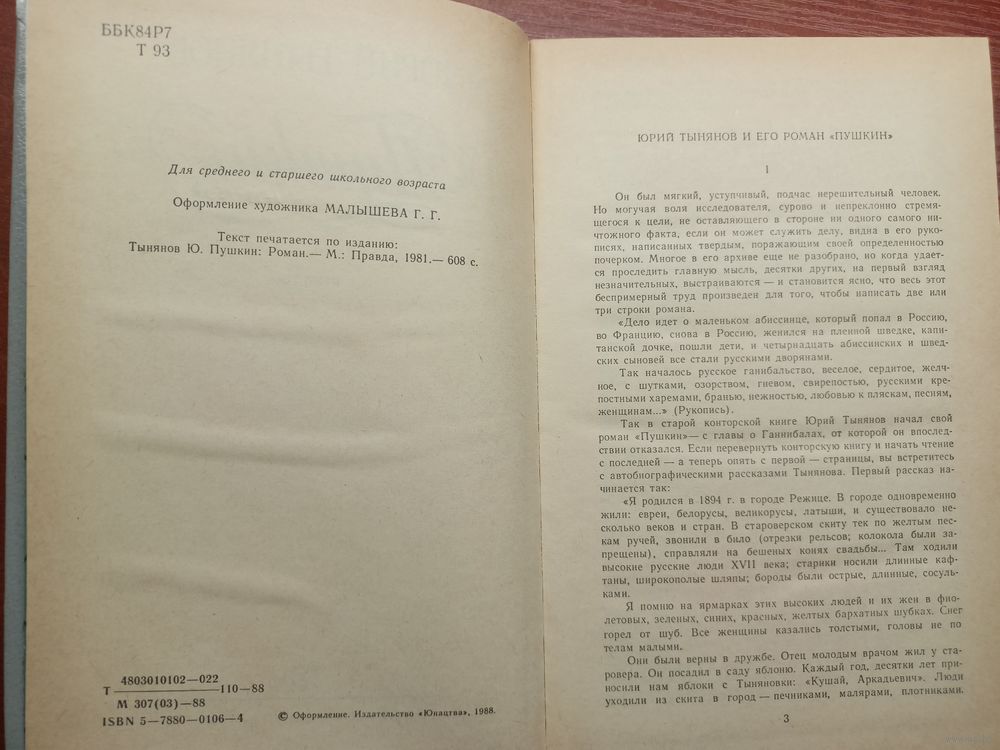 ББК84Р7
Т 93
Для среднего и старшего школьного возраста
Оформление художника МАЛЫШЕВА Г. Г.
Текст печатается по изданию:
Тынянов Ю. Пушкин: Роман.— М.: Правда, 1981.— 608 с.
4803010102—022
Т 110—88
М 307(03)—88
ISBN 5—7880—0106—4
© Оформление. Издательство «Юнацтва», 1988.
ЮРИЙ ТЫНЯНОВ И ЕГО РОМАН «ПУШКИН»
I
Он был мягкий, уступчивый, подчас нерешительный человек.
Но могучая воля исследователя, сурово и непреклонно стремя-
щегося к цели, не оставляющего в стороне ни одного самого ни-
чтожного факта, если он может служить делу, видна в его руко-
писях, написанных твердым, поражающим своей определенностью
почерком. Многое в его архиве еще не разобрано, но когда удает-
ся проследить главную мысль, десятки других, на первый взгляд
незначительных, выстраиваются — и становится ясно, что весь этот
беспримерный труд произведен для того, чтобы написать две или
три строки романа.
«Дело идет о маленьком абиссинце, который попал в Россию,
во Францию, снова в Россию, женился на пленной шведке, капи-
танской дочке, пошли дети, и четырнадцать абиссинских и швед-
ских сыновей все стали русскими дворянами.
Так началось русское ганибальство, веселое, сердитое, желч-
ное, с шутками, озорством, гневом, свирепостью, русскими кре-
постными харемами, бранью, нежностью, любовью к пляскам, песням,
женщинам...» (Рукопись).
Так в старой конторской книге Юрий Тынянов начал свой
роман «Пушкин»— с главы о Ганнибалах, от которой он впослед-
ствии отказался. Если перевернуть конторскую книгу и начать чтение
с последней — а теперь опять с первой — страницы, вы встретитесь
с автобиографическими рассказами Тынянова. Первый рассказ на-
чинается так:
«Я родился в 1894 г. в городе Режице. В городе одновременно
жили: евреи, белорусы, великорусы, латыши, и существовало не-
сколько веков и стран. В староверском скиту тек по желтым пес-
кам ручей, звонили в било (отрезки рельсов; колокола были за-
прещены), справляли на бешеных конях свадьбы... Там ходили
высокие русские люди XVII века; старики носили длинные каф-
таны, широкополые шляпы; бороды были острые, длинные, сосуль-
ками.
Я помню на ярмарках этих высоких людей и их жен в фио-
летовых, зеленых, синих, красных, желтых бархатных шубках. Снег
горел от шуб. Все женщины казались толстыми, головы не по
телам малыми.
Они были верны в дружбе. Отец молодым врачом жил у ста-
ровера. Он посадил в саду яблоню. Каждый год, десятки лет при-
носили нам яблоки с Тыняновки: «Кушай, Аркадьевич». Люди
уходили из скита в город — печниками, малярами, плотниками.
3